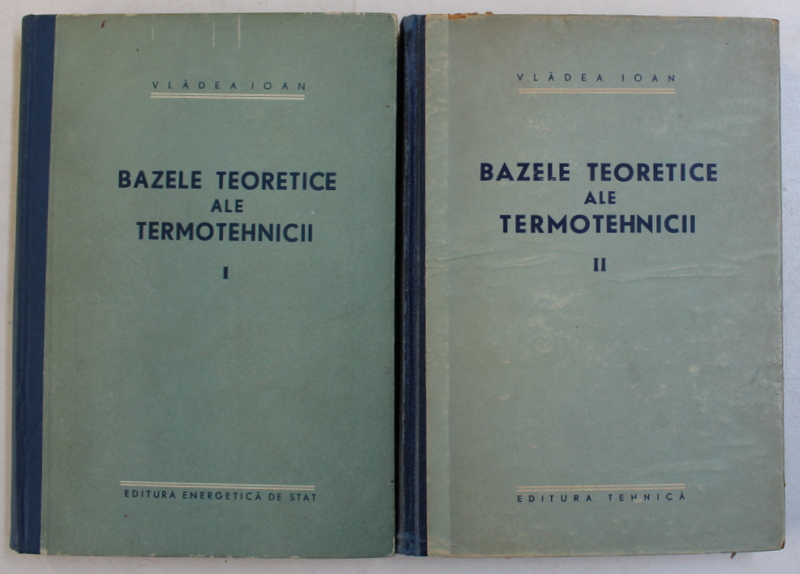 VLĂDEA IOAN
BAZELE TEORETICE
ALE
TERMOTEHNICII
I
EDITURA ENERGETICĂ DE STAT
VLĂDEA IOAN
BAZELE TEORETICE
ALE
TERMOTEHNICII
II
EDITURA TEHNICĂ